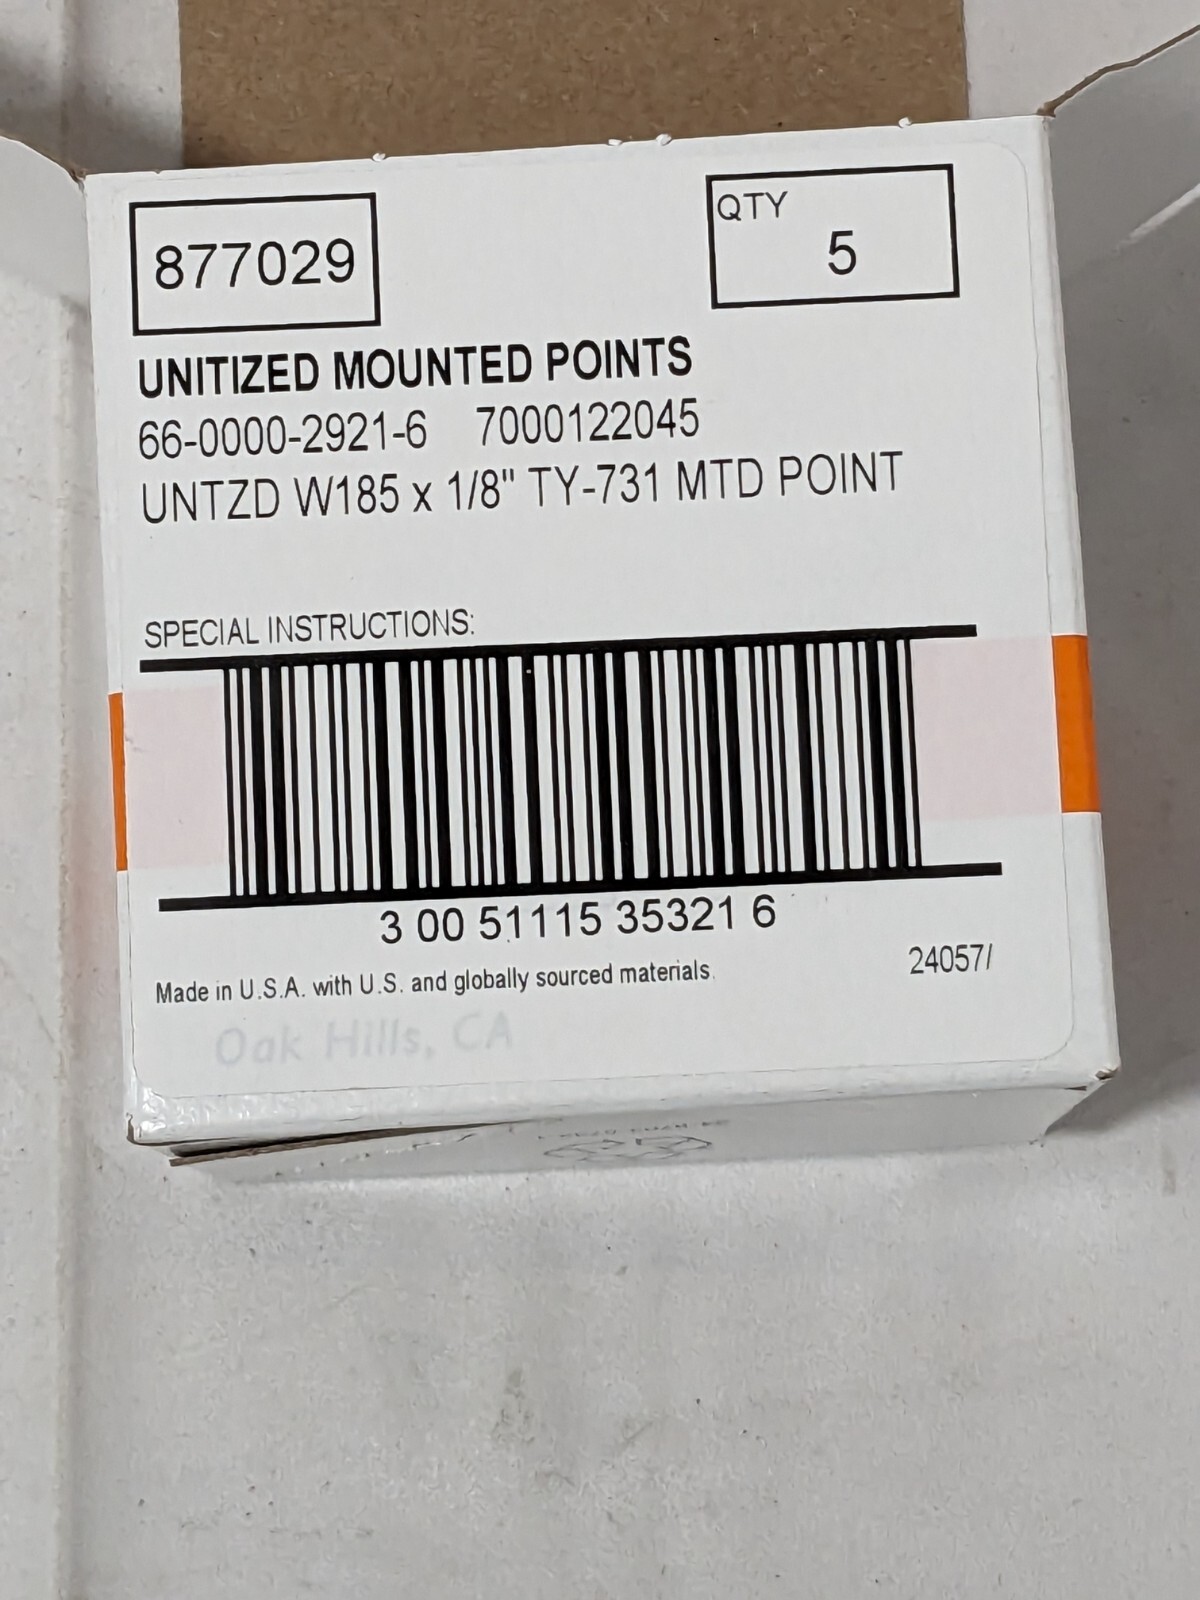 877029
QTY
5
UNITIZED MOUNTED POINTS
66-0000-2921-6 7000122045
UNTZD W185 x 1/8" TY-731 MTD POINT
SPECIAL INSTRUCTIONS:
3 00 51115 35321 6
Made in U.S.A. with U.S. and globally sourced materials.
24057/
Oak Hills, CA